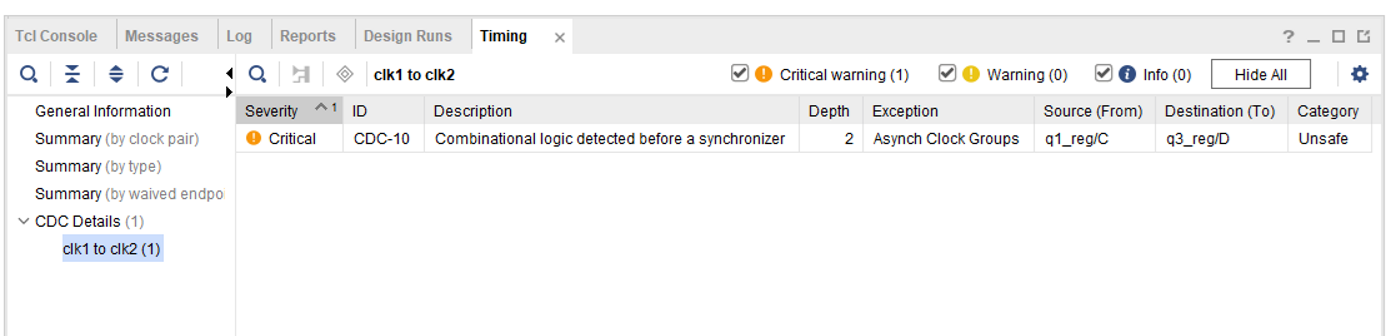 Tcl Console Messages Log Reports Design Runs Timing × ?
clk1 to clk2 Critical warning (1) Warning (0) Info (0) Hide All
General Information
Summary (by clock pair)
Summary (by type)
Summary (by waived endpoi
CDC Details (1)
clk1 to clk2 (1)
Severity 1 ID Description Depth Exception Source (From) Destination (To) Category
Critical CDC-10 Combinational logic detected before a synchronizer 2 Asynch Clock Groups q1_reg/C q3_reg/D Unsafe